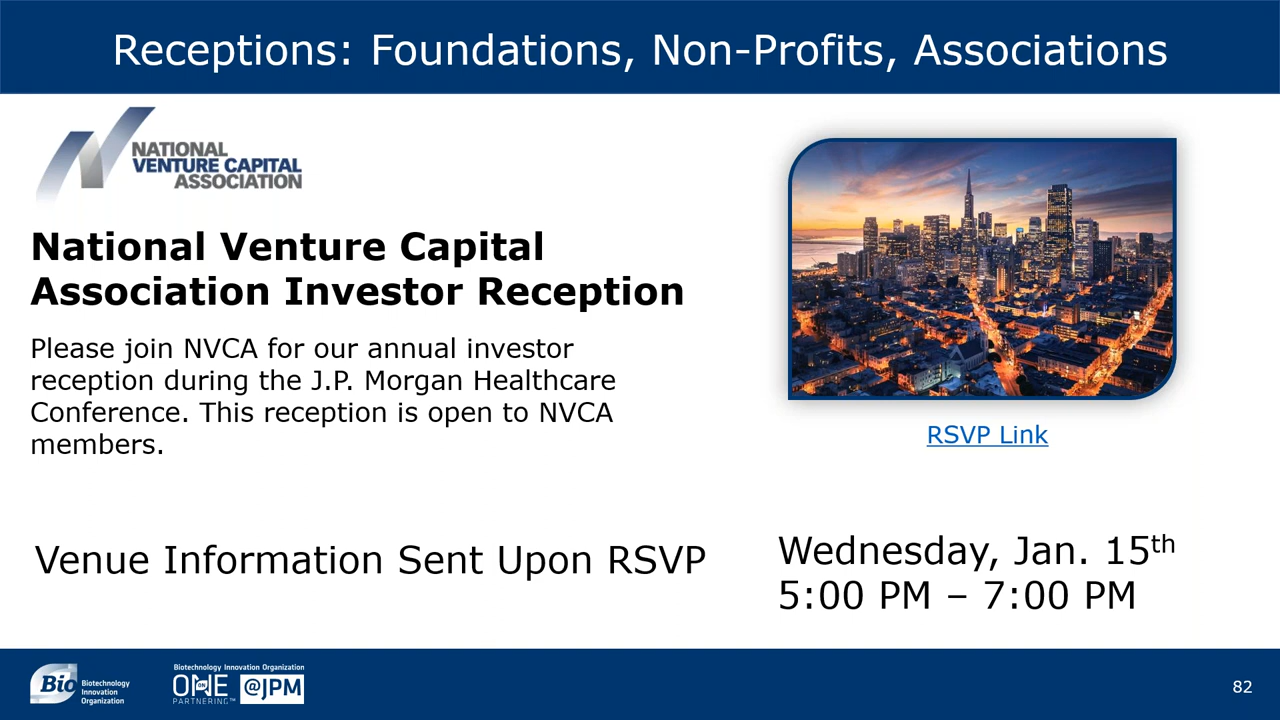 Receptions: Foundations, Non-Profits, Associations
NATIONAL
VENTURE CAPITAL
ASSOCIATION
National Venture Capital
Association Investor Reception
Please join NVCA for our annual investor
reception during the J.P. Morgan Healthcare
Conference. This reception is open to NVCA
members.
RSVP Link
Venue Information Sent Upon RSVP
Wednesday, Jan. 15th
5:00 PM – 7:00 PM
Bio
Biotechnology
Innovation
Organization
Biotechnology Innovation Organization
ONE
ON
PARTNERING™
@JPM
82